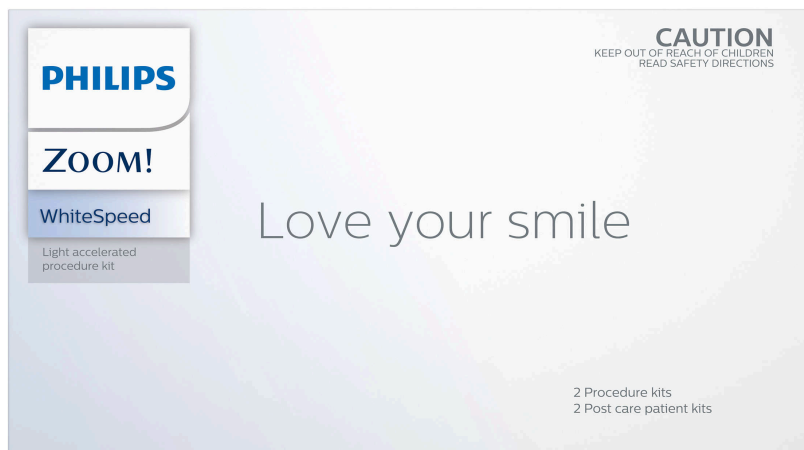 PHILIPS
ZOOM!
WhiteSpeed
Light accelerated
procedure kit
CAUTION
KEEP OUT OF REACH OF CHILDREN
READ SAFETY DIRECTIONS
Love your smile
2 Procedure kits
2 Post care patient kits